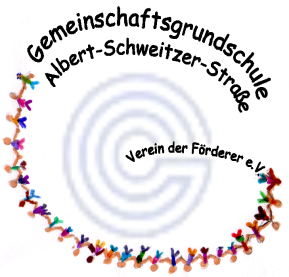 Gemeinschaftsgrundschule
Albert-Schweitzer-Straße
Verein der Förderer e.V.